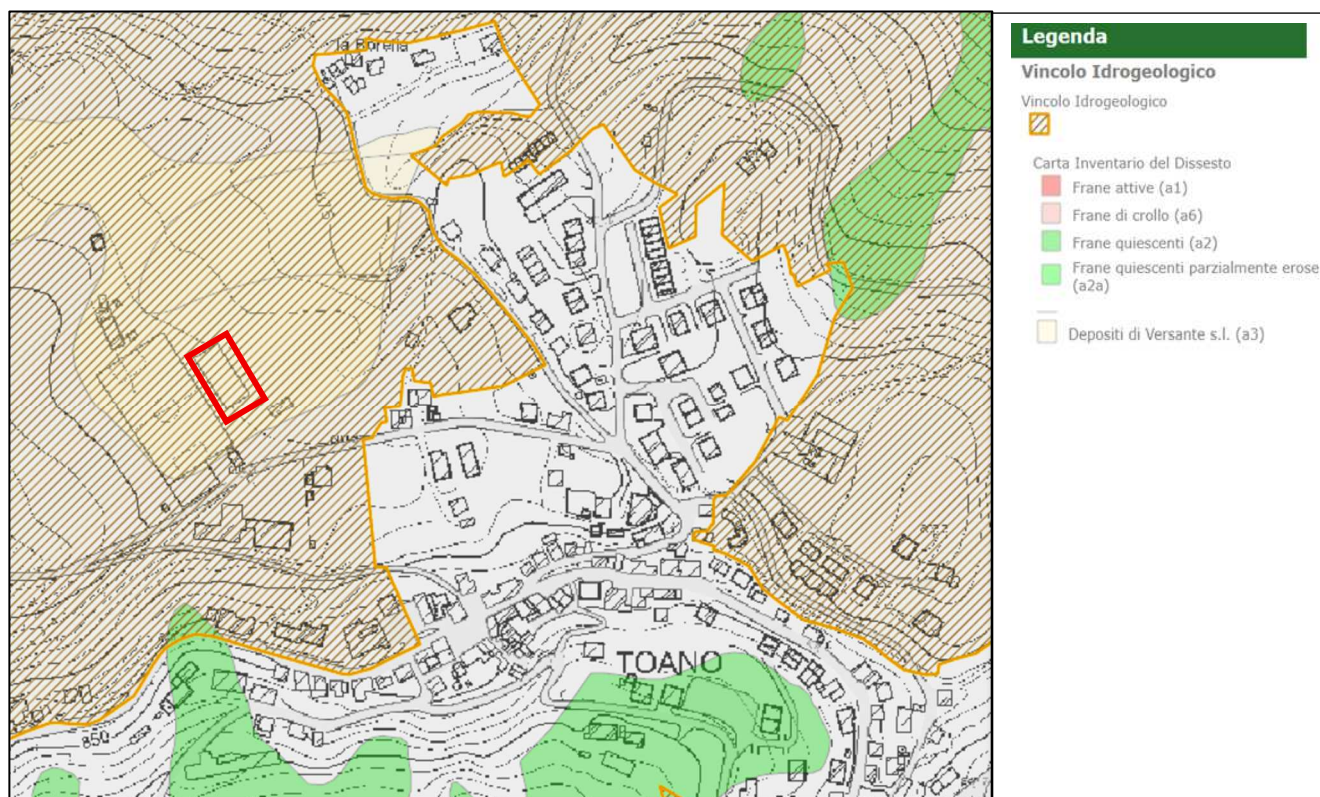 la Borena
TOANO
850
Legenda
Vincolo Idrogeologico
Vincolo Idrogeologico
Carta Inventario del Dissesto
Frane attive (a1)
Frane di crollo (a6)
Frane quiescenti (a2)
Frane quiescenti parzialmente erose
(a2a)
Depositi di Versante s.l. (a3)